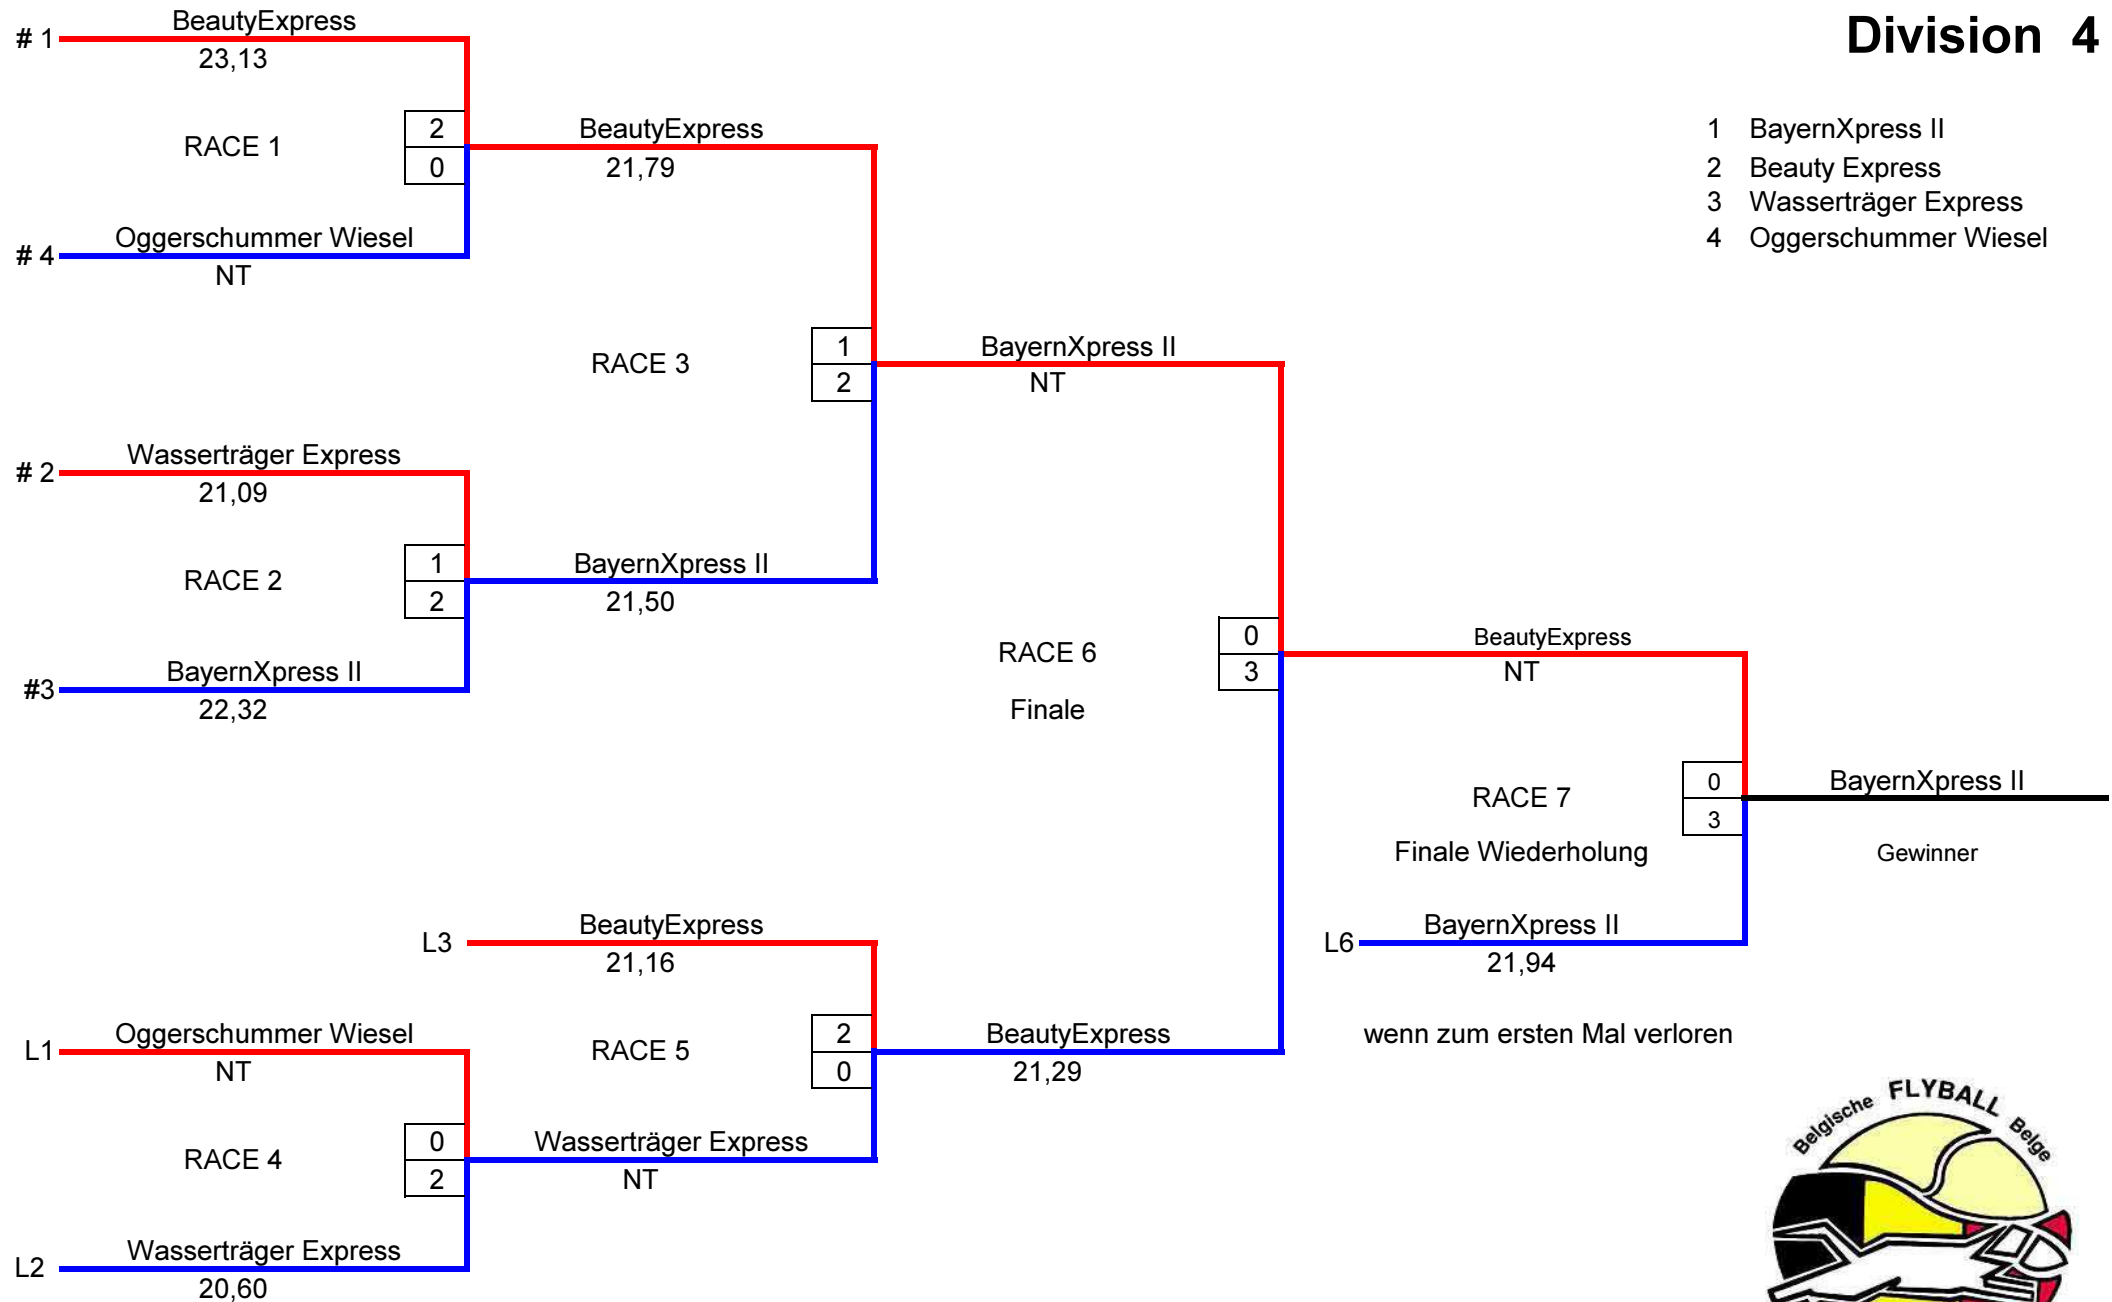 Division 4
1 BayernXpress II
2 Beauty Express
3 Wasserträger Express
4 Oggerschummer Wiesel
# 1
BeautyExpress
23,13
RACE 1
2
0
# 4
Oggerschummer Wiesel
NT
BeautyExpress
21,79
RACE 3
1
2
# 2
Wasserträger Express
21,09
RACE 2
1
2
#3
BayernXpress II
22,32
BayernXpress II
21,50
BayernXpress II
NT
RACE 6
0
3
Finale
BeautyExpress
NT
RACE 7
0
3
Finale Wiederholung
BayernXpress II
Gewinner
L6
BayernXpress II
21,94
wenn zum ersten Mal verloren
L3
BeautyExpress
21,16
RACE 5
2
0
BeautyExpress
21,29
L1
Oggerschummer Wiesel
NT
RACE 4
0
2
Wasserträger Express
NT
L2
Wasserträger Express
20,60
Belgische FLYBALL Belge